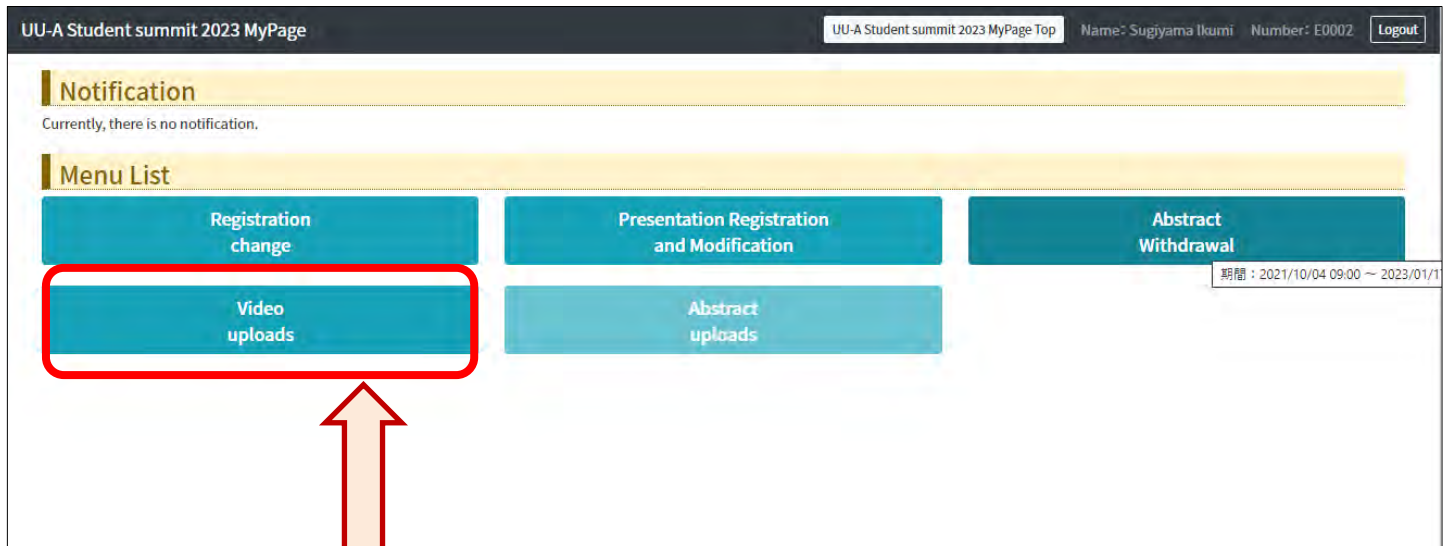 UU-A Student summit 2023 MyPage
UU-A Student summit 2023 MyPage Top
Name: Sugiyama Ikumi
Number: E0002
Logout
Notification
Currently, there is no notification.
Menu List
Registration
change
Presentation Registration
and Modification
Abstract
Withdrawal
期間：2021/10/04 09:00 ～ 2023/01/1
Video
uploads
Abstract
uploads